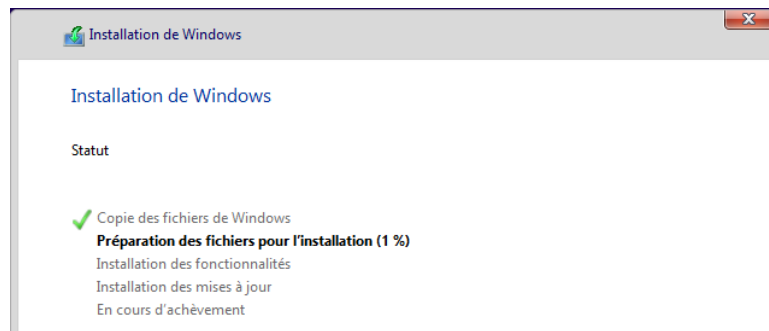 Installation de Windows
Installation de Windows
Statut
Copie des fichiers de Windows
Préparation des fichiers pour l'installation (1 %)
Installation des fonctionnalités
Installation des mises à jour
En cours d'achèvement